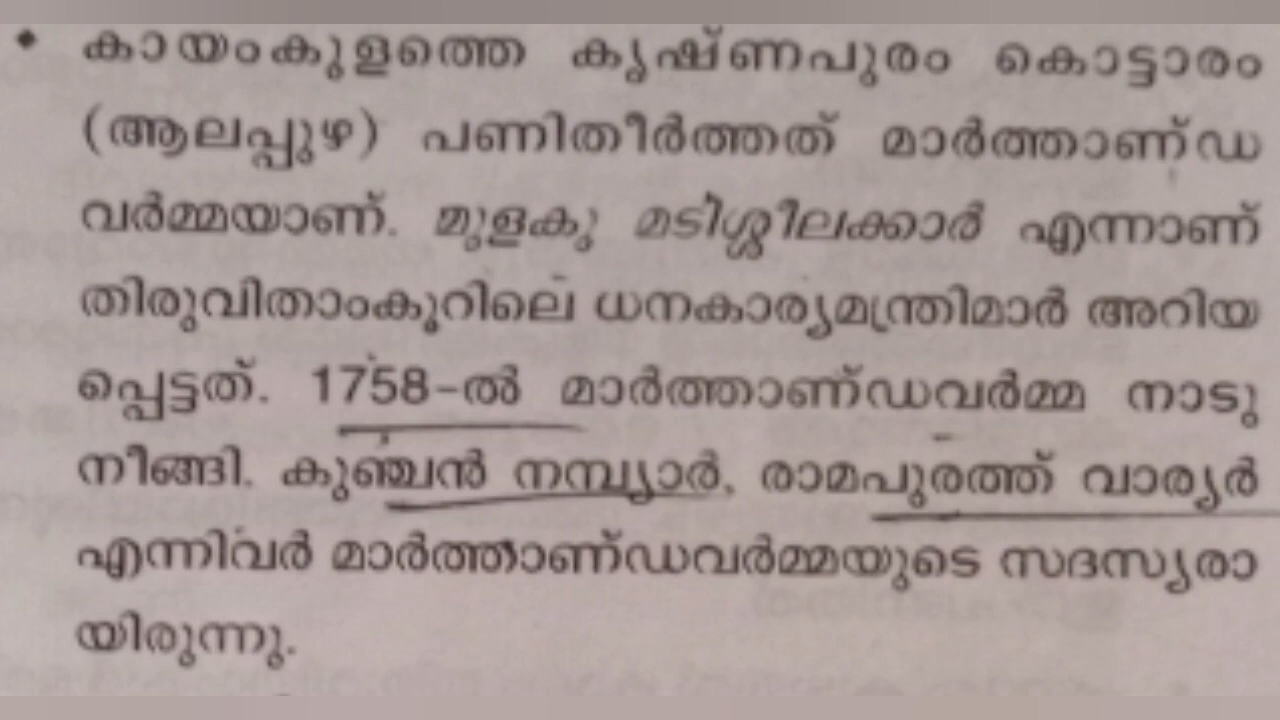 • കായംകുളത്തെ കൃഷ്ണപുരം കൊട്ടാരം
(ആലപ്പുഴ) പണിതീർത്തത് മാർത്താണ്ഡ
വർമ്മയാണ്. മുളകു മടിശ്ശീലക്കാർ എന്നാണ്
തിരുവിതാംകൂറിലെ ധനകാര്യമന്ത്രിമാർ അറിയ
പ്പെട്ടത്. 1758-ൽ മാർത്താണ്ഡവർമ്മ നാടു
നീങ്ങി. കുഞ്ചൻ നമ്പ്യാർ, രാമപുരത്ത് വാര്യർ
എന്നിവർ മാർത്താണ്ഡവർമ്മയുടെ സദസ്യരാ
യിരുന്നു.